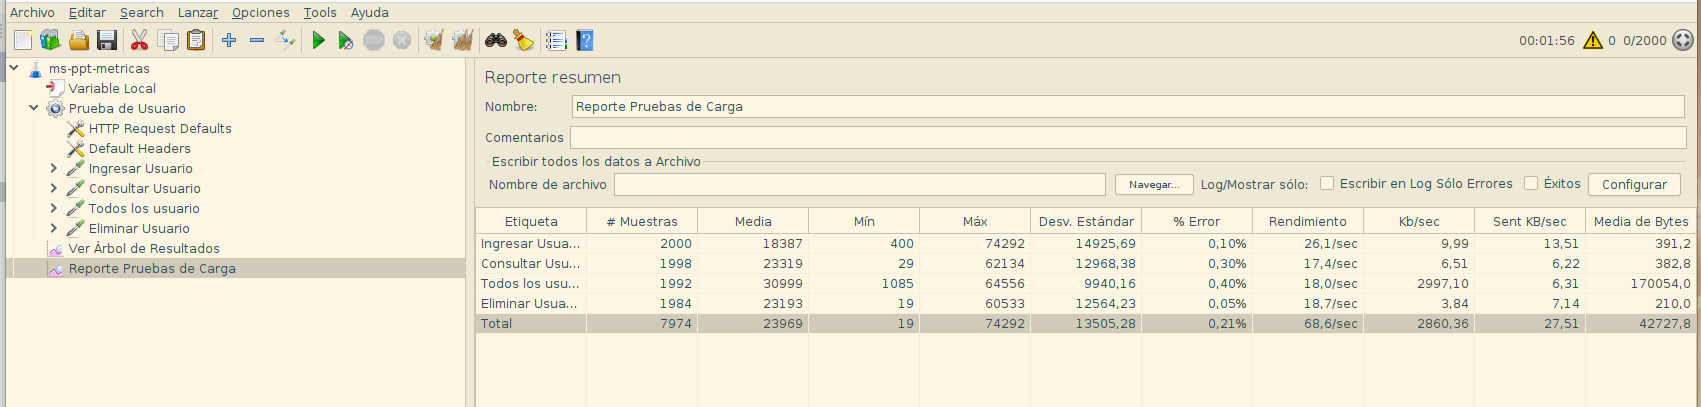 Archivo Editar Search Lanzar Opciones Tools Ayuda
00:01:56 0 0/2000
ms-ppt-metricas
Variable Local
Prueba de Usuario
HTTP Request Defaults
Default Headers
Ingresar Usuario
Consultar Usuario
Todos los usuario
Eliminar Usuario
Ver Árbol de Resultados
Reporte Pruebas de Carga
Reporte resumen
Nombre: Reporte Pruebas de Carga
Comentarios
Escribir todos los datos a Archivo
Nombre de archivo Navegar... Log/Mostrar sólo: Escribir en Log Sólo Errores Éxitos Configurar
Etiqueta # Muestras Media Mín Máx Desv. Estándar % Error Rendimiento Kb/sec Sent KB/sec Media de Bytes
Ingresar Usua... 2000 18387 400 74292 14925,69 0,10% 26,1/sec 9,99 13,51 391,2
Consultar Usu... 1998 23319 29 62134 12968,38 0,30% 17,4/sec 6,51 6,22 382,8
Todos los usu... 1992 30999 1085 64556 9940,16 0,40% 18,0/sec 2997,10 6,31 170054,0
Eliminar Usua... 1984 23193 19 60533 12564,23 0,05% 18,7/sec 3,84 7,14 210,0
Total 7974 23969 19 74292 13505,28 0,21% 68,6/sec 2860,36 27,51 42727,8